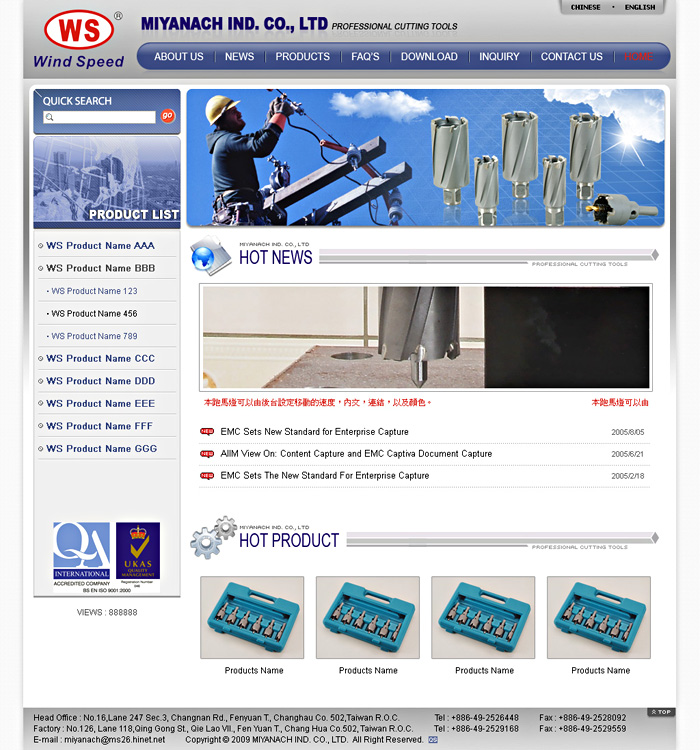 CHINESE • ENGLISH
WS ®
Wind Speed
MIYANACH IND. CO., LTD PROFESSIONAL CUTTING TOOLS
ABOUT US NEWS PRODUCTS FAQ'S DOWNLOAD INQUIRY CONTACT US HOME
QUICK SEARCH
go
PRODUCT LIST
WS Product Name AAA
WS Product Name BBB
• WS Product Name 123
• WS Product Name 456
• WS Product Name 789
WS Product Name CCC
WS Product Name DDD
WS Product Name EEE
WS Product Name FFF
WS Product Name GGG
QA
INTERNATIONAL
ACCREDITED COMPANY
BS EN ISO 9001:2000
UKAS
QUALITY
MANAGEMENT
Registration Number
VIEWS : 888888
MIYANACH IND. CO., LTD
HOT NEWS
PROFESSIONAL CUTTING TOOLS
本跑馬燈可以由後台設定移動的速度，內文，連結，以及顏色。 本跑馬燈可以由
EMC Sets New Standard for Enterprise Capture 2005/8/05
AIIM View On: Content Capture and EMC Captiva Document Capture 2005/6/21
EMC Sets The New Standard For Enterprise Capture 2005/2/18
MIYANACH IND. CO., LTD
HOT PRODUCT
PROFESSIONAL CUTTING TOOLS
Products Name Products Name Products Name Products Name
TOP
Head Office : No.16,Lane 247 Sec.3, Changnan Rd., Fenyuan T, Changhau Co. 502,Taiwan R.O.C. Tel : +886-49-2526448 Fax : +886-49-2528092
Factory : No.126, Lane 118,Qing Gong St., Qie Lao Vil., Fen Yuan T., Chang Hua Co.502,Taiwan R.O.C. Tel : +886-49-2529168 Fax : +886-49-2529559
E-mail : miyanach@ms26.hinet.net Copyright © 2009 MIYANACH IND. CO., LTD. All Right Reserved.